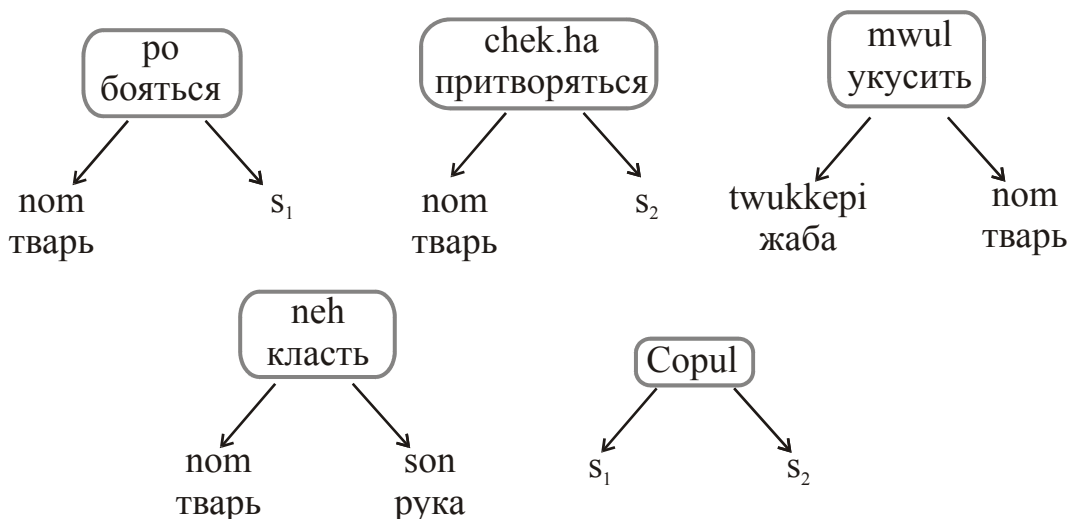 po
бояться
nom
тварь
s₁
chek.ha
притворяться
nom
тварь
s₂
mwul
укусить
twukkepi
жаба
nom
тварь
neh
класть
nom
тварь
son
рука
Copul
s₁
s₂